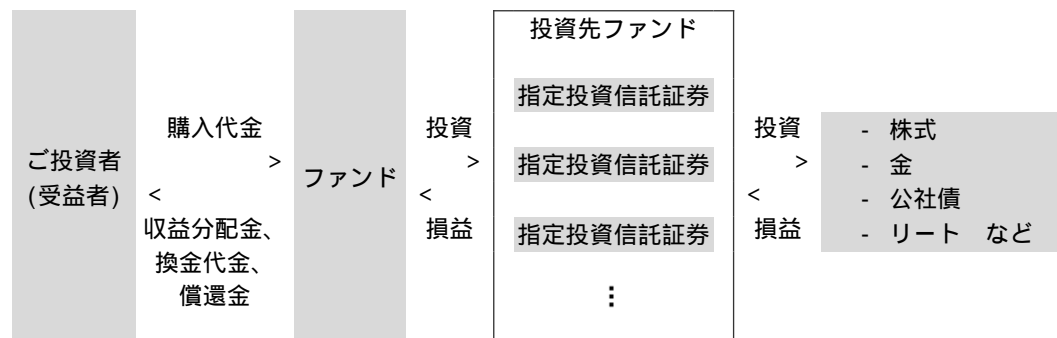 ご投資者
(受益者)
購入代金
>
<
収益分配金、
換金代金、
償還金
ファンド
投資
>
<
損益
投資先ファンド
指定投資信託証券
指定投資信託証券
指定投資信託証券
⋮
投資
>
<
損益
- 株式
- 金
- 公社債
- リート　など